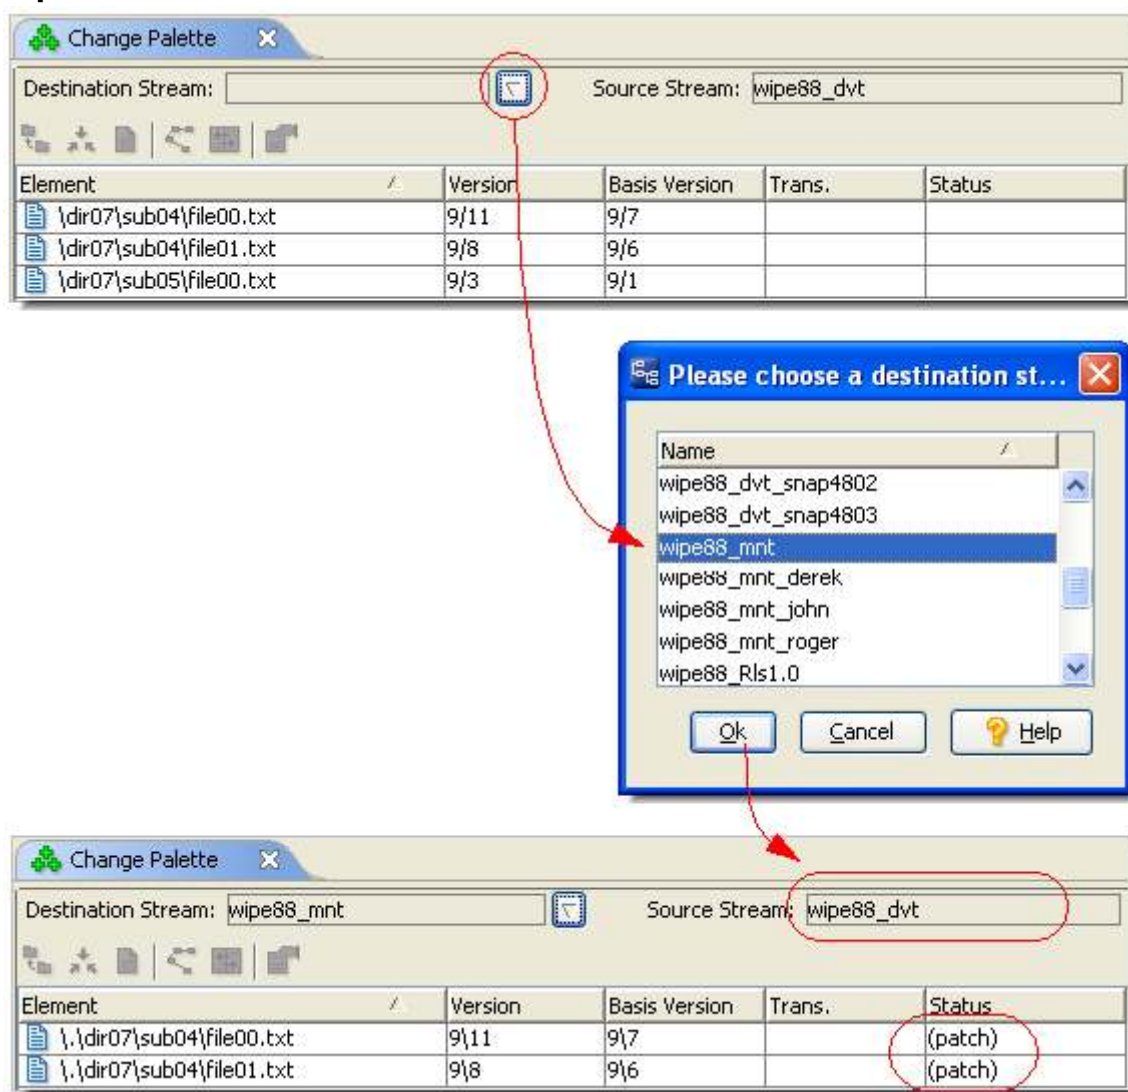 Change Palette
Destination Stream: Source Stream: wipe88_dvt
Element Version Basis Version Trans. Status
\dir07\sub04\file00.txt 9/11 9/7
\dir07\sub04\file01.txt 9/8 9/6
\dir07\sub05\file00.txt 9/3 9/1
Please choose a destination st...
Name
wipe88_dvt_snap4802
wipe88_dvt_snap4803
wipe88_mnt
wipe88_mnt_derek
wipe88_mnt_john
wipe88_mnt_roger
wipe88_Rls1.0
Ok Cancel Help
Change Palette
Destination Stream: wipe88_mnt Source Stream: wipe88_dvt
Element Version Basis Version Trans. Status
\.\dir07\sub04\file00.txt 9\11 9\7 (patch)
\.\dir07\sub04\file01.txt 9\8 9\6 (patch)